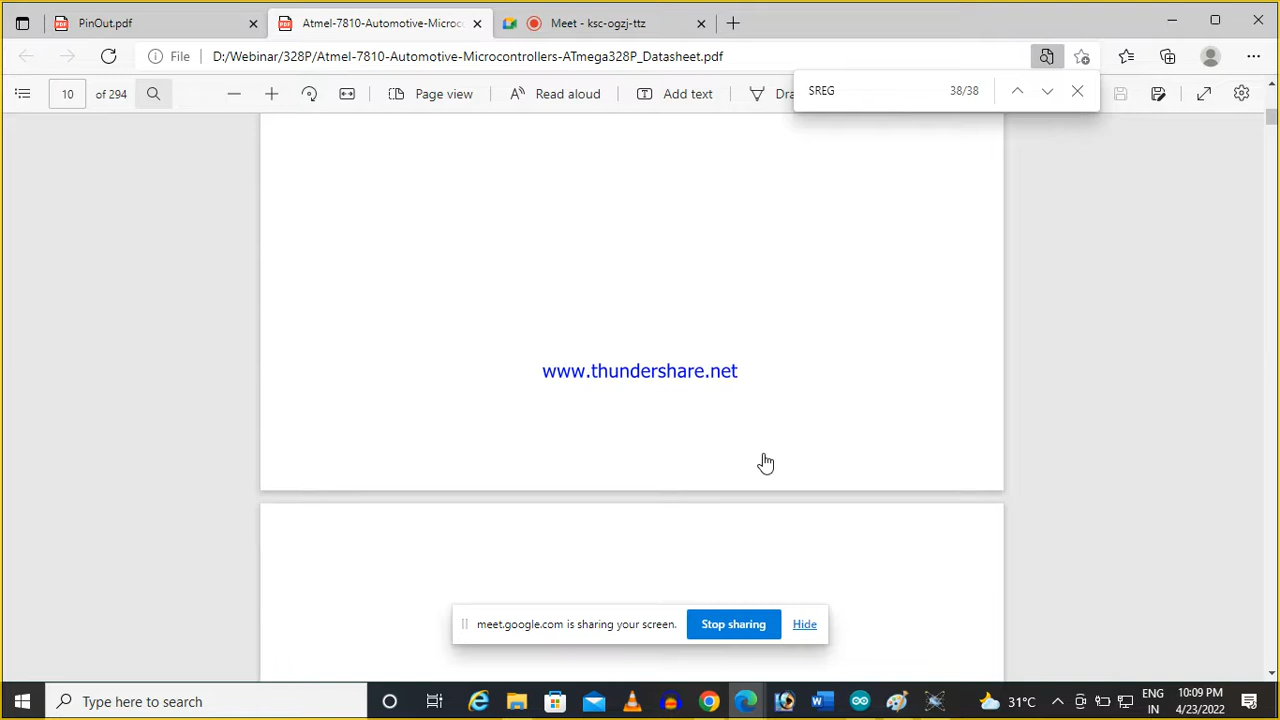 PinOut.pdf
Atmel-7810-Automotive-Microco
Meet - ksc-ogzj-ttz
File
D:/Webinar/328P/Atmel-7810-Automotive-Microcontrollers-ATmega328P_Datasheet.pdf
10 of 294
Page view
Read aloud
Add text
Dra
SREG
38/38
www.thundershare.net
meet.google.com is sharing your screen.
Stop sharing
Hide
Type here to search
31°C
ENG
IN
10:09 PM
4/23/2022